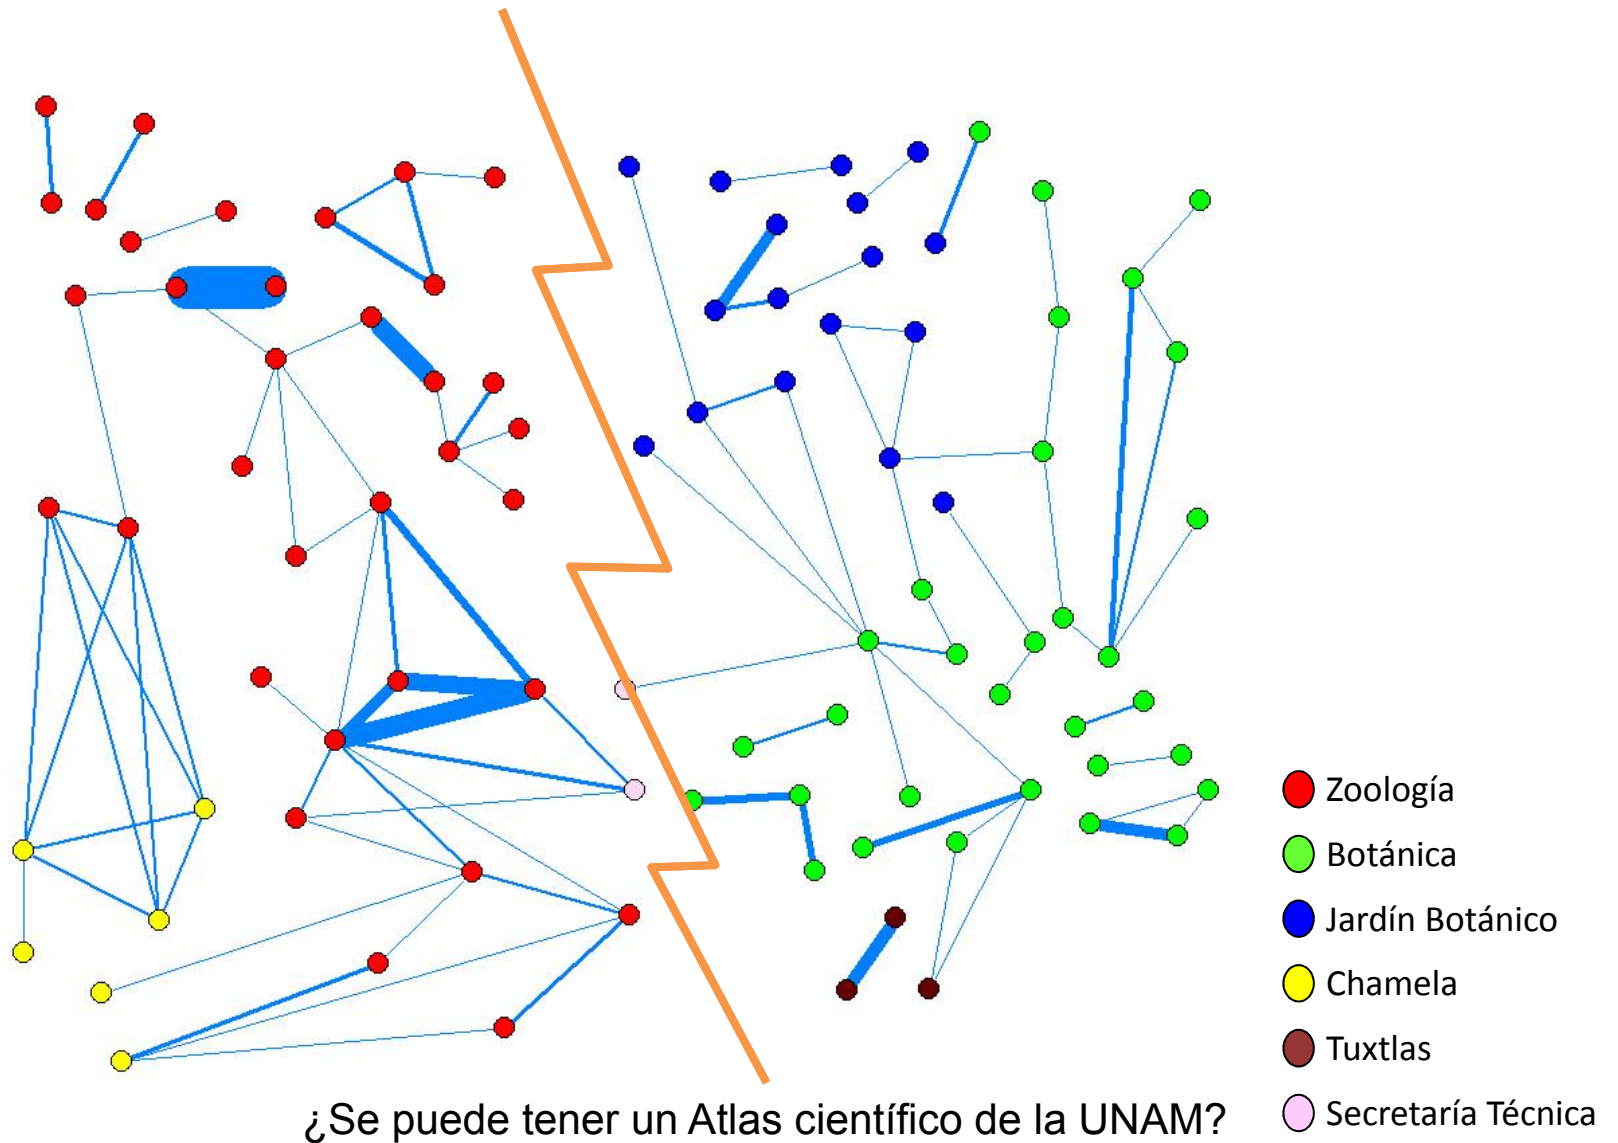 Zoología
Botánica
Jardín Botánico
Chamela
Tuxtlas
Secretaría Técnica
¿Se puede tener un Atlas científico de la UNAM?